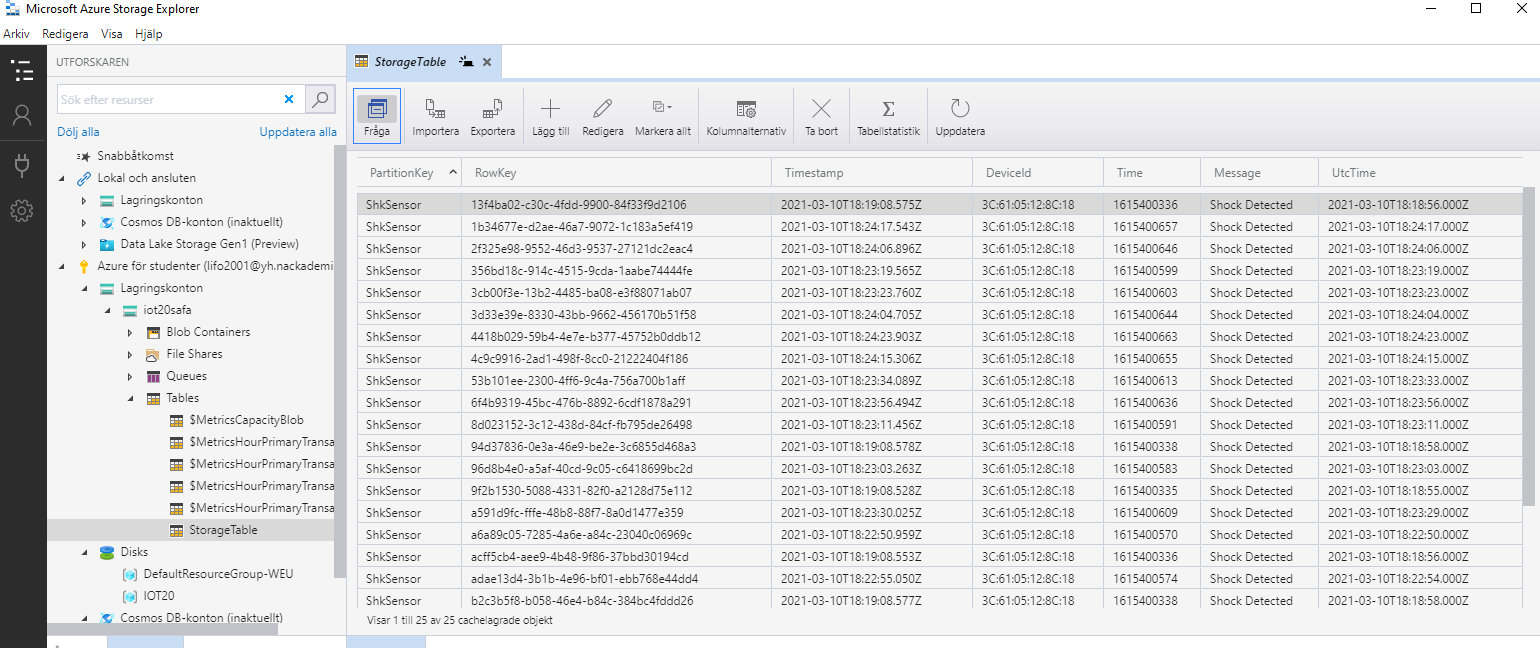 Microsoft Azure Storage Explorer
Arkiv Redigera Visa Hjälp
UTFORSKAREN
Sök efter resurser
Dölj alla Uppdatera alla
Snabbåtkomst
Lokal och ansluten
Lagringskonton
Cosmos DB-konton (inaktuellt)
Data Lake Storage Gen1 (Preview)
Azure för studenter (lifo2001@yh.nackademi
Lagringskonton
iot20safa
Blob Containers
File Shares
Queues
Tables
$MetricsCapacityBlob
$MetricsHourPrimaryTransa
$MetricsHourPrimaryTransa
$MetricsHourPrimaryTransa
$MetricsHourPrimaryTransa
StorageTable
Disks
DefaultResourceGroup-WEU
IOT20
Cosmos DB-konton (inaktuellt)
StorageTable
Fråga Importera Exportera Lägg till Redigera Markera allt Kolumnalternativ Ta bort Tabellstatistik Uppdatera
PartitionKey RowKey Timestamp DeviceId Time Message UtcTime
ShkSensor 13f4ba02-c30c-4fdd-9900-84f33f9d2106 2021-03-10T18:19:08.575Z 3C:61:05:12:8C:18 1615400336 Shock Detected 2021-03-10T18:18:56.000Z
ShkSensor 1b34677e-d2ae-46a7-9072-1c183a5ef419 2021-03-10T18:24:17.543Z 3C:61:05:12:8C:18 1615400657 Shock Detected 2021-03-10T18:24:17.000Z
ShkSensor 2f325e98-9552-46d3-9537-27121dc2eac4 2021-03-10T18:24:06.896Z 3C:61:05:12:8C:18 1615400646 Shock Detected 2021-03-10T18:24:06.000Z
ShkSensor 356bd18c-914c-4515-9cda-1aabe74444fe 2021-03-10T18:23:19.565Z 3C:61:05:12:8C:18 1615400599 Shock Detected 2021-03-10T18:23:19.000Z
ShkSensor 3cb00f3e-13b2-4485-ba08-e3f88071ab07 2021-03-10T18:23:23.760Z 3C:61:05:12:8C:18 1615400603 Shock Detected 2021-03-10T18:23:23.000Z
ShkSensor 3d33e39e-8330-43bb-9662-456170b51f58 2021-03-10T18:24:04.705Z 3C:61:05:12:8C:18 1615400644 Shock Detected 2021-03-10T18:24:04.000Z
ShkSensor 4418b029-59b4-4e7e-b377-45752b0ddb12 2021-03-10T18:24:23.903Z 3C:61:05:12:8C:18 1615400663 Shock Detected 2021-03-10T18:24:23.000Z
ShkSensor 4c9c9916-2ad1-498f-8cc0-21222404f186 2021-03-10T18:24:15.306Z 3C:61:05:12:8C:18 1615400655 Shock Detected 2021-03-10T18:24:15.000Z
ShkSensor 53b101ee-2300-4ff6-9c4a-756a700b1aff 2021-03-10T18:23:34.089Z 3C:61:05:12:8C:18 1615400613 Shock Detected 2021-03-10T18:23:33.000Z
ShkSensor 6f4b9319-45bc-476b-8892-6cdf1878a291 2021-03-10T18:23:56.494Z 3C:61:05:12:8C:18 1615400636 Shock Detected 2021-03-10T18:23:56.000Z
ShkSensor 8d023152-3c12-438d-84cf-fb795de26498 2021-03-10T18:23:11.456Z 3C:61:05:12:8C:18 1615400591 Shock Detected 2021-03-10T18:23:11.000Z
ShkSensor 94d37836-0e3a-46e9-be2e-3c6855d468a3 2021-03-10T18:19:08.578Z 3C:61:05:12:8C:18 1615400338 Shock Detected 2021-03-10T18:18:58.000Z
ShkSensor 96d8b4e0-a5af-40cd-9c05-c6418699bc2d 2021-03-10T18:23:03.263Z 3C:61:05:12:8C:18 1615400583 Shock Detected 2021-03-10T18:23:03.000Z
ShkSensor 9f2b1530-5088-4331-82f0-a2128d75e112 2021-03-10T18:19:08.528Z 3C:61:05:12:8C:18 1615400335 Shock Detected 2021-03-10T18:18:55.000Z
ShkSensor a591d9fc-fffe-48b8-88f7-8a0d1477e359 2021-03-10T18:23:30.025Z 3C:61:05:12:8C:18 1615400609 Shock Detected 2021-03-10T18:23:29.000Z
ShkSensor a6a89c05-7285-4a6e-a84c-23040c06969c 2021-03-10T18:22:50.959Z 3C:61:05:12:8C:18 1615400570 Shock Detected 2021-03-10T18:22:50.000Z
ShkSensor acff5cb4-aee9-4b48-9f86-37bbd30194cd 2021-03-10T18:19:08.553Z 3C:61:05:12:8C:18 1615400336 Shock Detected 2021-03-10T18:18:56.000Z
ShkSensor adae13d4-3b1b-4e96-bf01-ebb768e44dd4 2021-03-10T18:22:55.050Z 3C:61:05:12:8C:18 1615400574 Shock Detected 2021-03-10T18:22:54.000Z
ShkSensor b2c3b5f8-b058-46e4-b84c-384bc4fddd26 2021-03-10T18:19:08.577Z 3C:61:05:12:8C:18 1615400338 Shock Detected 2021-03-10T18:18:58.000Z
Visar 1 till 25 av 25 cachelagrade objekt